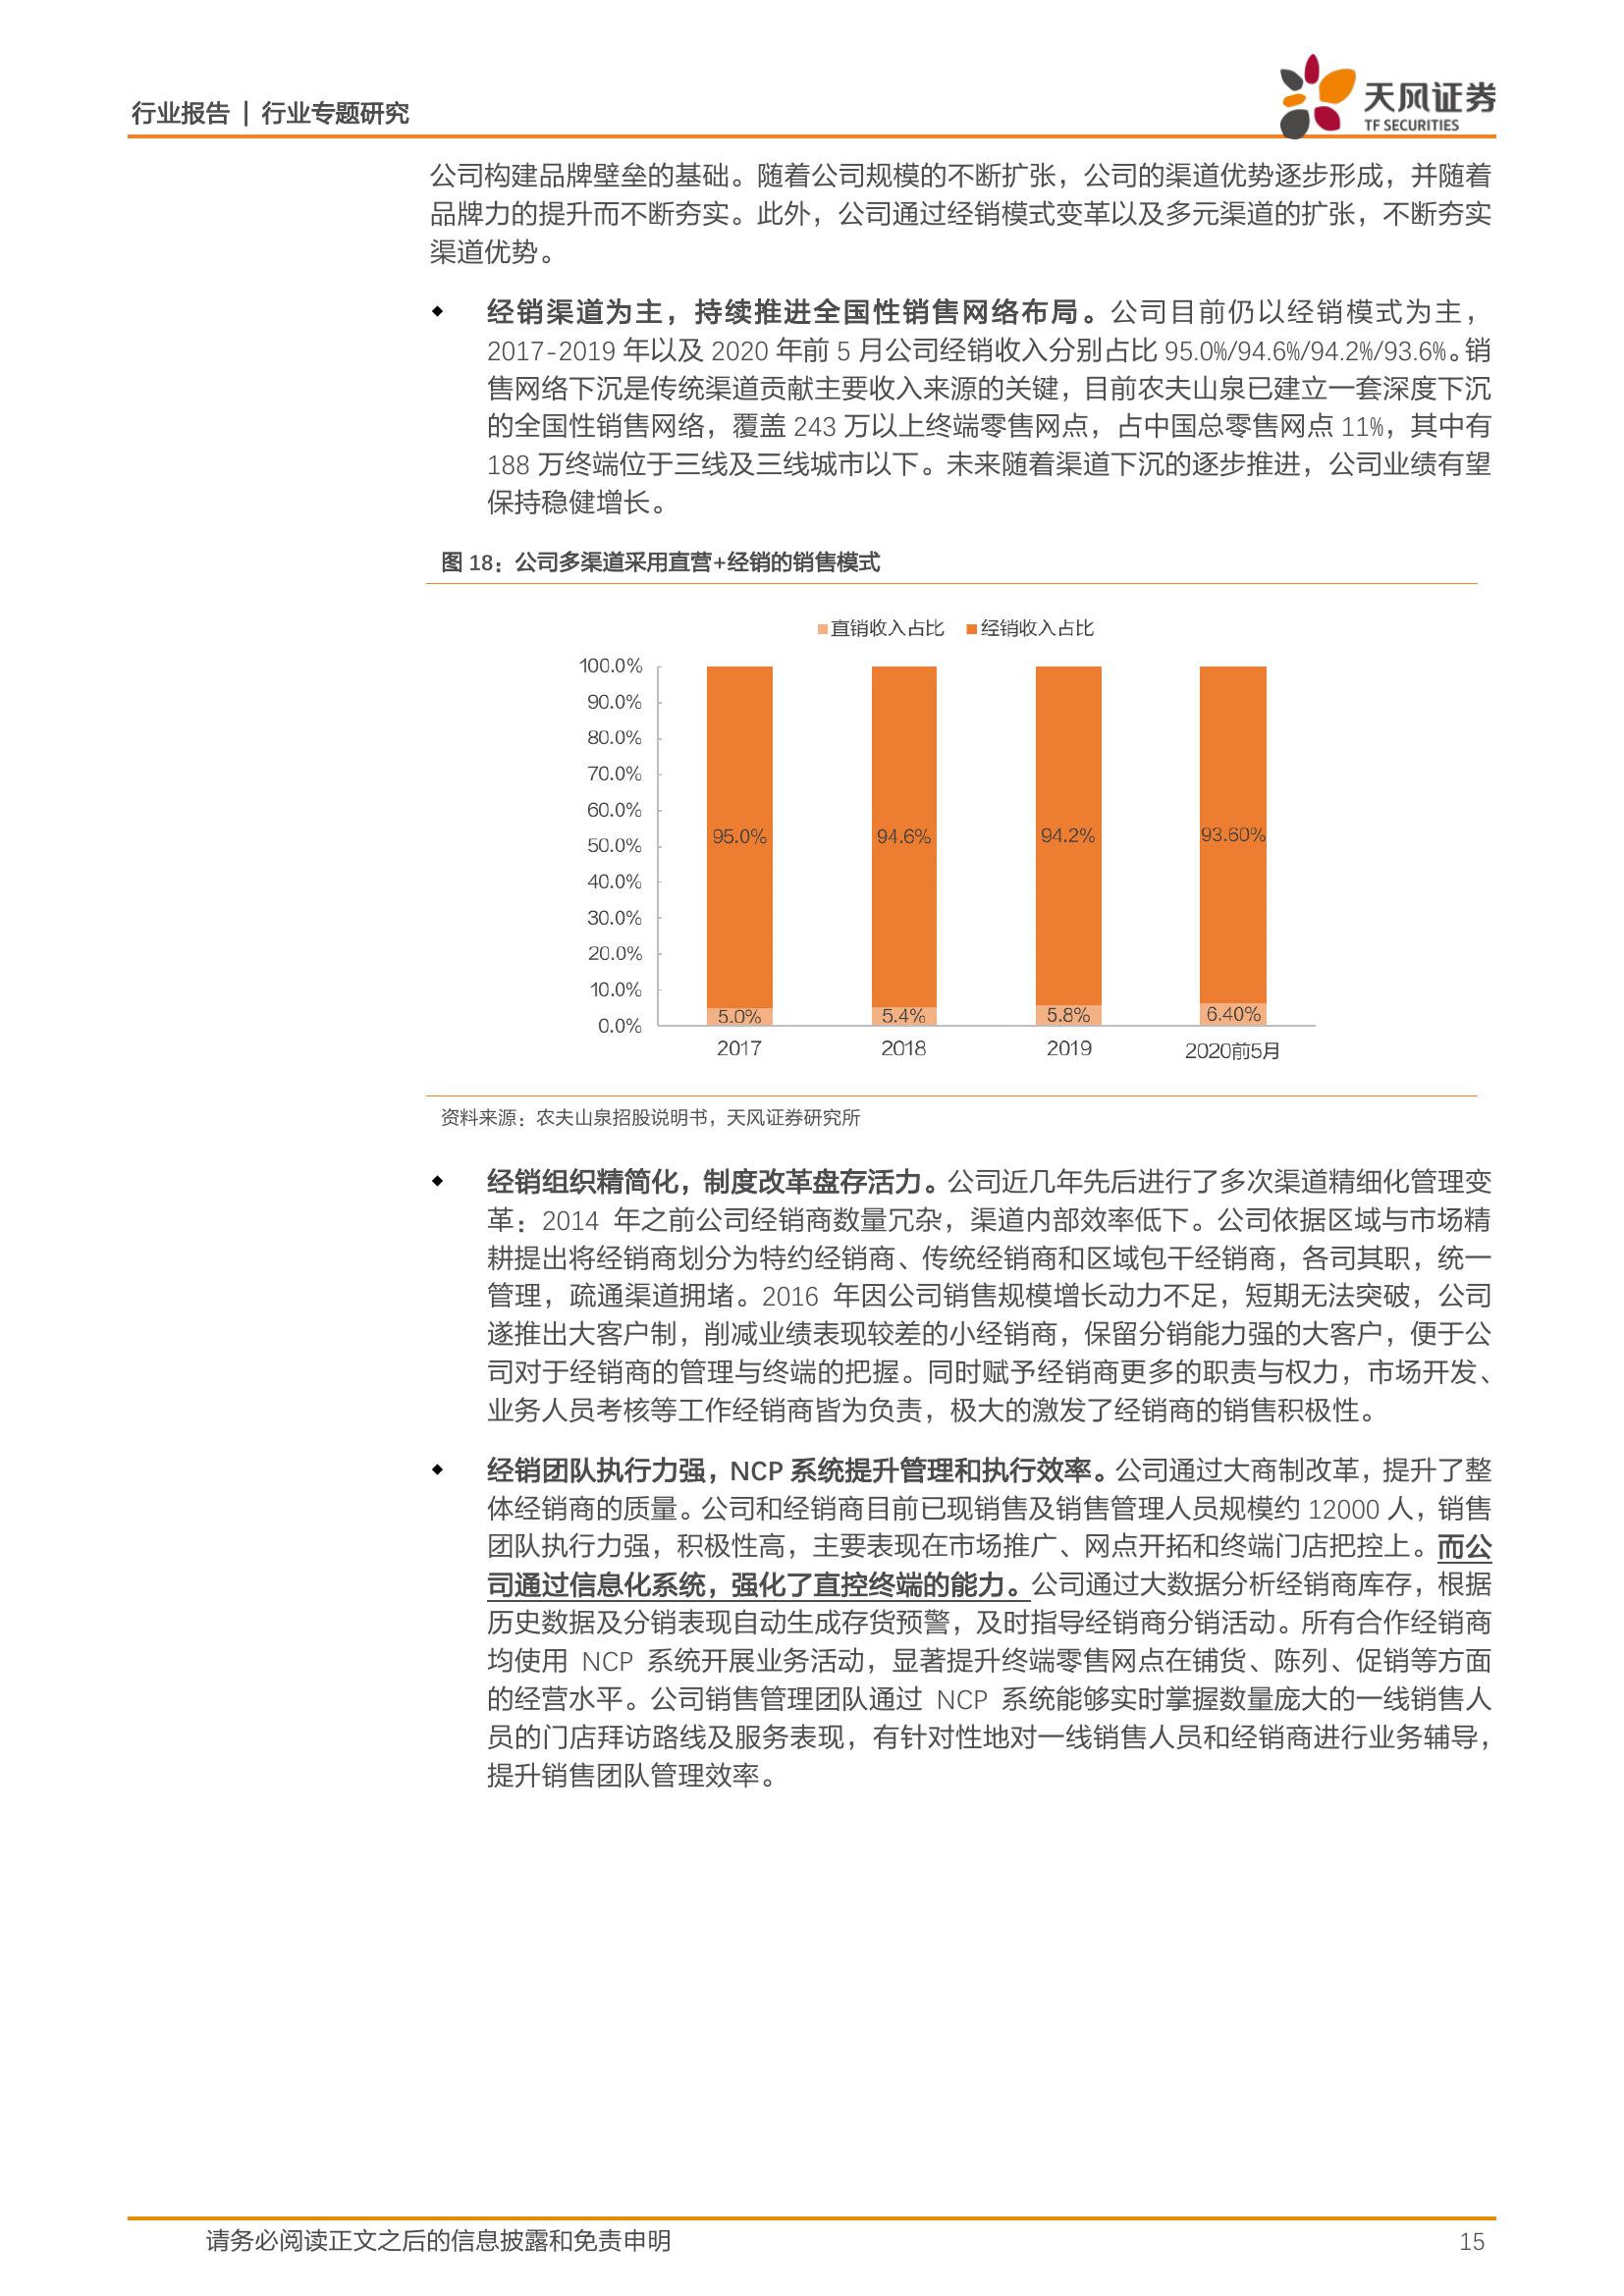 行业报告 | 行业专题研究
天风证券
TF SECURITIES
公司构建品牌壁垒的基础。随着公司规模的不断扩张，公司的渠道优势逐步形成，并随着
品牌力的提升而不断夯实。此外，公司通过经销模式变革以及多元渠道的扩张，不断夯实
渠道优势。
◆ 经销渠道为主，持续推进全国性销售网络布局。公司目前仍以经销模式为主，
2017-2019 年以及 2020 年前 5 月公司经销收入分别占比 95.0%/94.6%/94.2%/93.6%。销
售网络下沉是传统渠道贡献主要收入来源的关键，目前农夫山泉已建立一套深度下沉
的全国性销售网络，覆盖 243 万以上终端零售网点，占中国总零售网点 11%，其中有
188 万终端位于三线及三线城市以下。未来随着渠道下沉的逐步推进，公司业绩有望
保持稳健增长。
图 18：公司多渠道采用直营+经销的销售模式
直销收入占比 经销收入占比
100.0%
90.0%
80.0%
70.0%
60.0%
50.0%
40.0%
30.0%
20.0%
10.0%
0.0%
95.0% 94.6% 94.2% 93.60%
5.0% 5.4% 5.8% 6.40%
2017 2018 2019 2020前5月
资料来源：农夫山泉招股说明书，天风证券研究所
◆ 经销组织精简化，制度改革盘存活力。公司近几年先后进行了多次渠道精细化管理变
革：2014 年之前公司经销商数量冗杂，渠道内部效率低下。公司依据区域与市场精
耕提出将经销商划分为特约经销商、传统经销商和区域包干经销商，各司其职，统一
管理，疏通渠道拥堵。2016 年因公司销售规模增长动力不足，短期无法突破，公司
遂推出大客户制，削减业绩表现较差的小经销商，保留分销能力强的大客户，便于公
司对于经销商的管理与终端的把握。同时赋予经销商更多的职责与权力，市场开发、
业务人员考核等工作经销商皆为负责，极大的激发了经销商的销售积极性。
◆ 经销团队执行力强，NCP 系统提升管理和执行效率。公司通过大商制改革，提升了整
体经销商的质量。公司和经销商目前已现销售及销售管理人员规模约 12000 人，销售
团队执行力强，积极性高，主要表现在市场推广、网点开拓和终端门店把控上。而公
司通过信息化系统，强化了直控终端的能力。公司通过大数据分析经销商库存，根据
历史数据及分销表现自动生成存货预警，及时指导经销商分销活动。所有合作经销商
均使用 NCP 系统开展业务活动，显著提升终端零售网点在铺货、陈列、促销等方面
的经营水平。公司销售管理团队通过 NCP 系统能够实时掌握数量庞大的一线销售人
员的门店拜访路线及服务表现，有针对性地对一线销售人员和经销商进行业务辅导，
提升销售团队管理效率。
请务必阅读正文之后的信息披露和免责申明 15